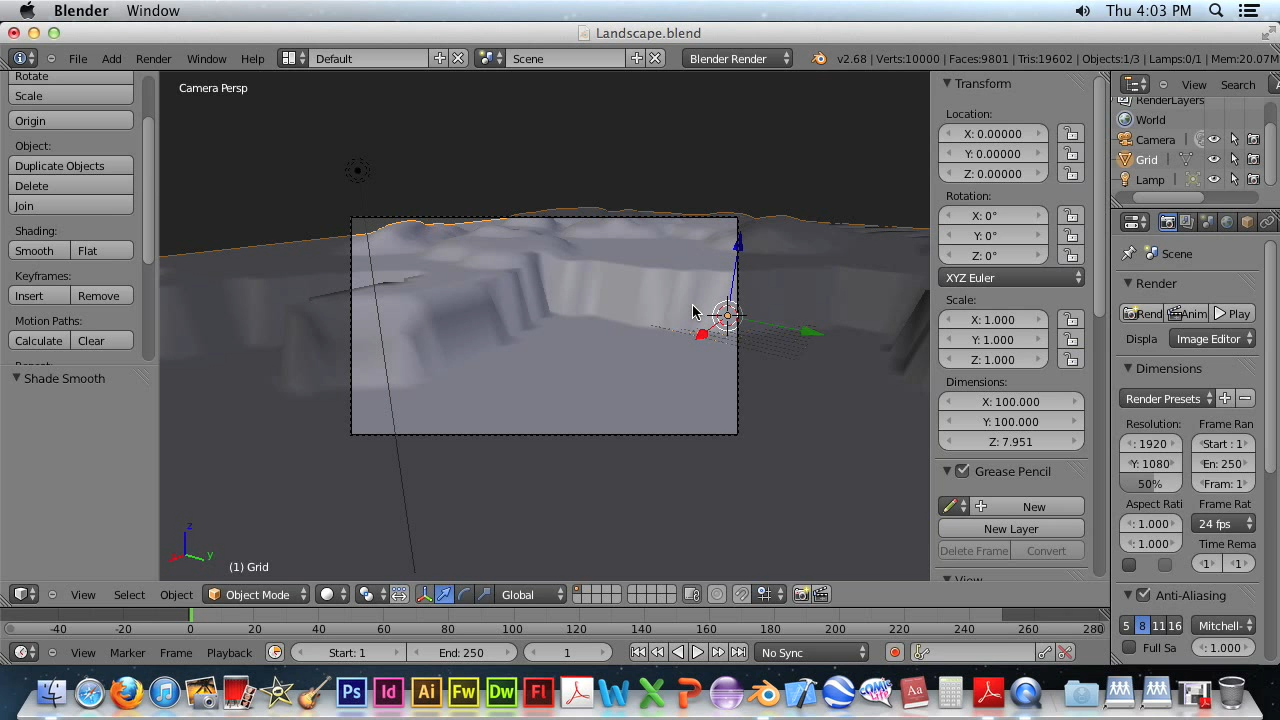 Blender Window Thu 4:03 PM
Landscape.blend
File Add Render Window Help Default Scene Blender Render v2.68 | Verts:10000 | Faces:9801 | Tris:19602 | Objects:1/3 | Lamps:0/1 | Mem:20.07M
Rotate
Scale
Origin
Object:
Duplicate Objects
Delete
Join
Shading:
Smooth Flat
Keyframes:
Insert Remove
Motion Paths:
Calculate Clear
Shade Smooth
Camera Persp
(1) Grid
z
y
Transform
Location:
X: 0.00000
Y: 0.00000
Z: 0.00000
Rotation:
X: 0°
Y: 0°
Z: 0°
XYZ Euler
Scale:
X: 1.000
Y: 1.000
Z: 1.000
Dimensions:
X: 100.000
Y: 100.000
Z: 7.951
Grease Pencil
New
New Layer
Delete Frame Convert
View
View Search
RenderLayers
World
Camera
Grid
Lamp
Scene
Render
Rend Anim Play
Displa Image Editor
Dimensions
Render Presets
Resolution: Frame Ran
: 1920 Start : 1
Y: 1080 En: 250
50% Fram: 1
Aspect Rati Frame Rat
: 1.000 24 fps
: 1.000 Time Rema
1 1
Anti-Aliasing
5 8 11 16 Mitchell-
Full Sa : 1.000
View Select Object Object Mode Global
-40 -20 0 20 40 60 80 100 120 140 160 180 200 220 240 260 280
View Marker Frame Playback Start: 1 End: 250 1 No Sync
Ps Id Ai Fw Dw Fl W X P Aa